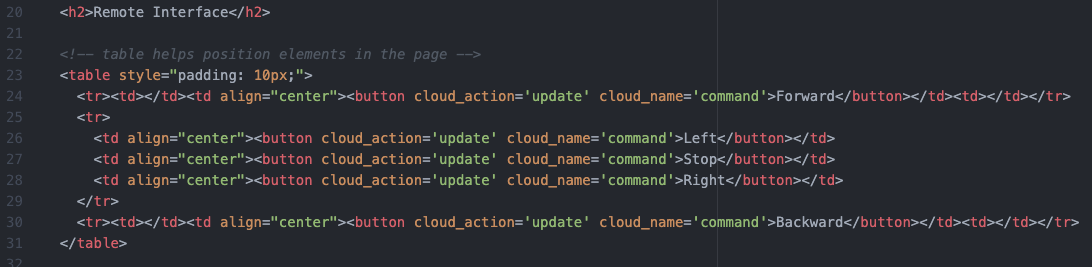 20 <h2>Remote Interface</h2>
21
22 <!-- table helps position elements in the page -->
23 <table style="padding: 10px;">
24 <tr><td></td><td align="center"><button cloud_action='update' cloud_name='command'>Forward</button></td><td></td></tr>
25 <tr>
26 <td align="center"><button cloud_action='update' cloud_name='command'>Left</button></td>
27 <td align="center"><button cloud_action='update' cloud_name='command'>Stop</button></td>
28 <td align="center"><button cloud_action='update' cloud_name='command'>Right</button></td>
29 </tr>
30 <tr><td></td><td align="center"><button cloud_action='update' cloud_name='command'>Backward</button></td><td></td></tr>
31 </table>
32